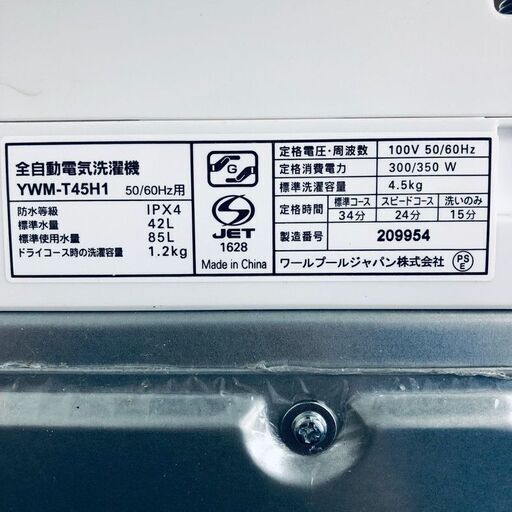 全自動電気洗濯機
YWM-T45H1 50/60Hz用
防水等級 IPX4
標準水量 42L
標準使用水量 85L
ドライコース時の洗濯容量 1.2kg
G
S
JET
1628
Made in China
定格電圧・周波数 100V 50/60Hz
定格消費電力 300/350 W
標準洗濯容量 4.5kg
定格時間 標準コース スピードコース 洗いのみ
34分 24分 15分
製造番号 209954
ワールプールジャパン株式会社 PSE